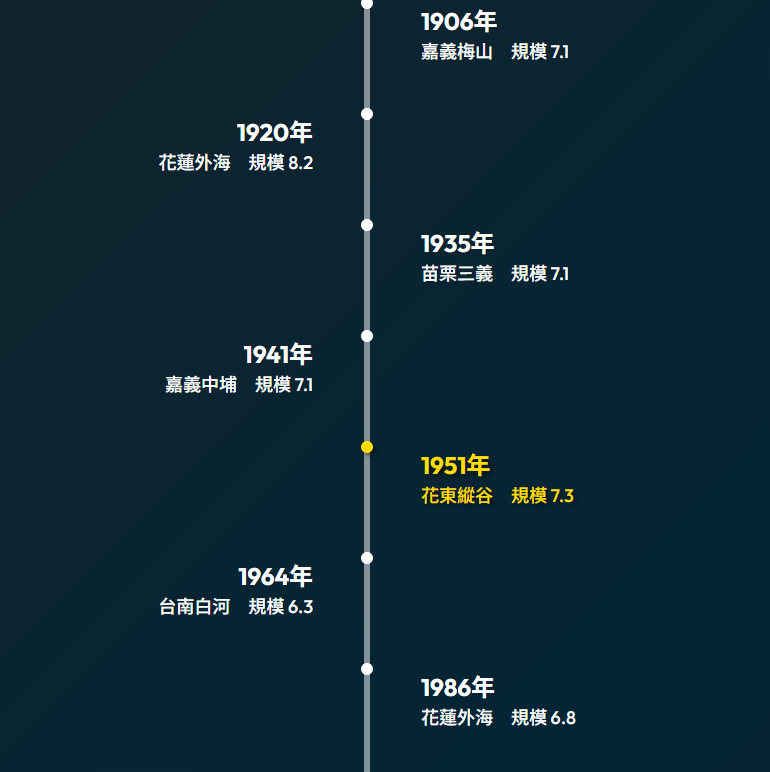 1906年
嘉義梅山 規模 7.1
1920年
花蓮外海 規模 8.2
1935年
苗栗三義 規模 7.1
1941年
嘉義中埔 規模 7.1
1951年
花東縱谷 規模 7.3
1964年
台南白河 規模 6.3
1986年
花蓮外海 規模 6.8